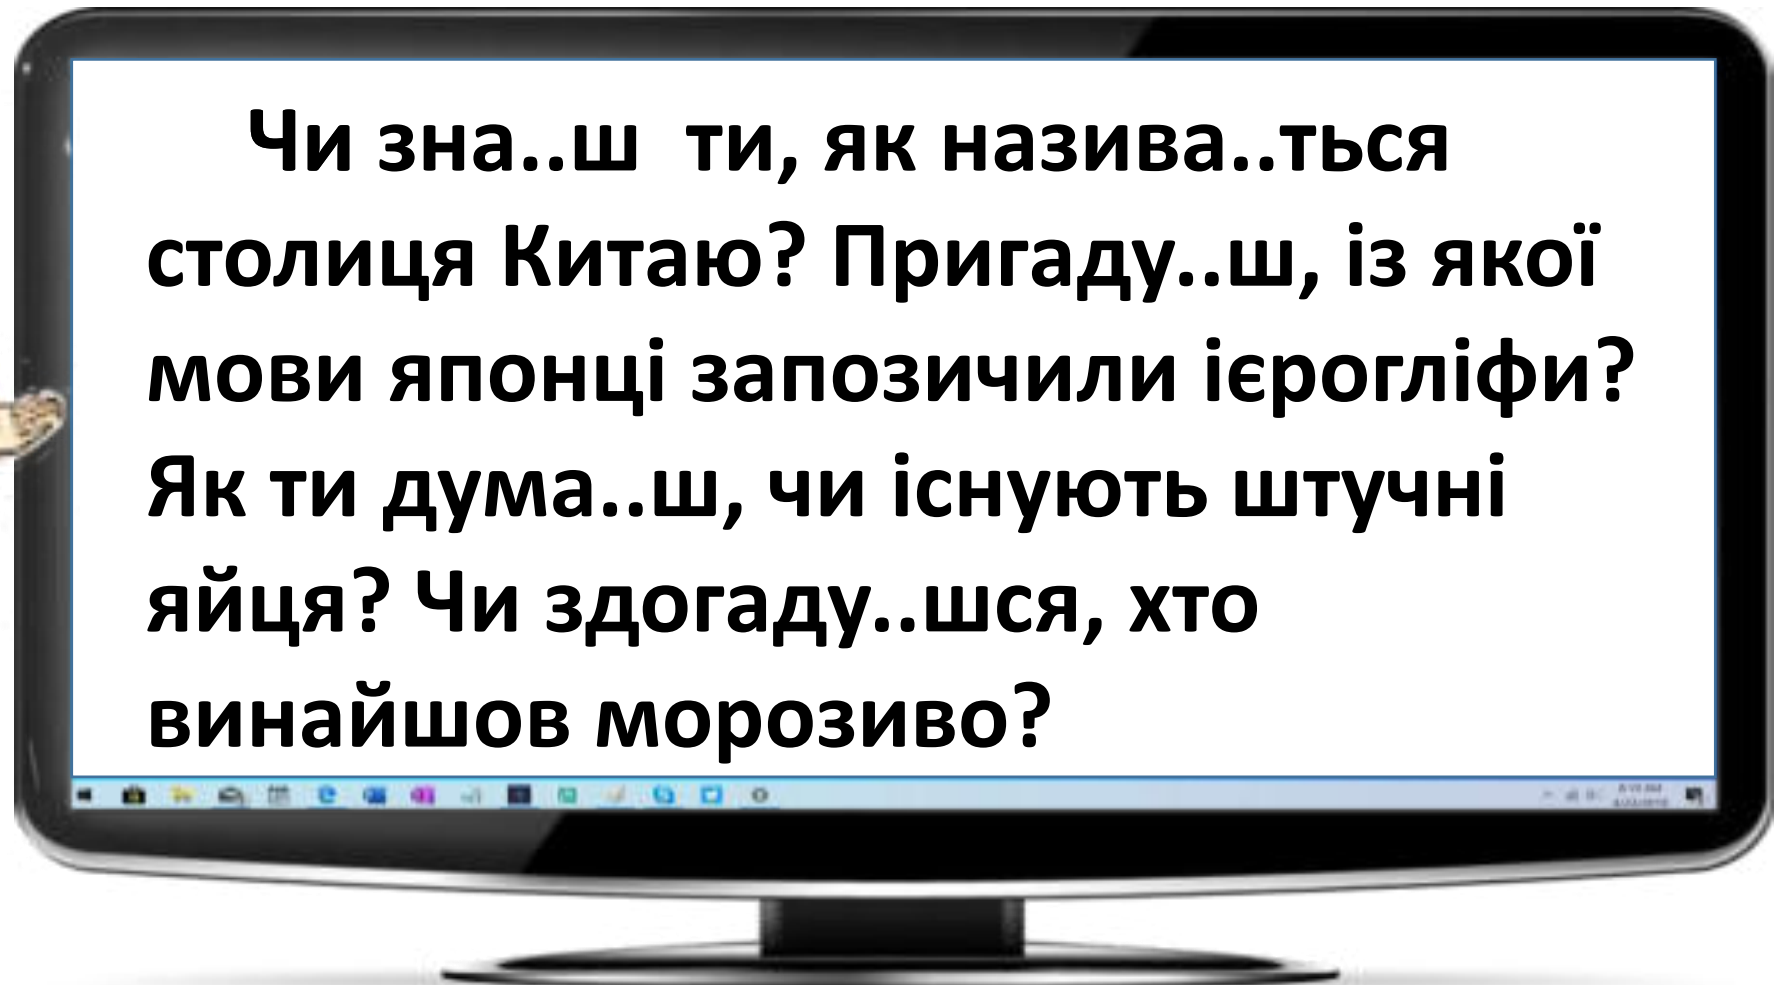 Чи зна..ш ти, як назива..ться
столиця Китаю? Пригаду..ш, із якої
мови японці запозичили ієрогліфи?
Як ти дума..ш, чи існують штучні
яйця? Чи здогаду..шся, хто
винайшов морозиво?